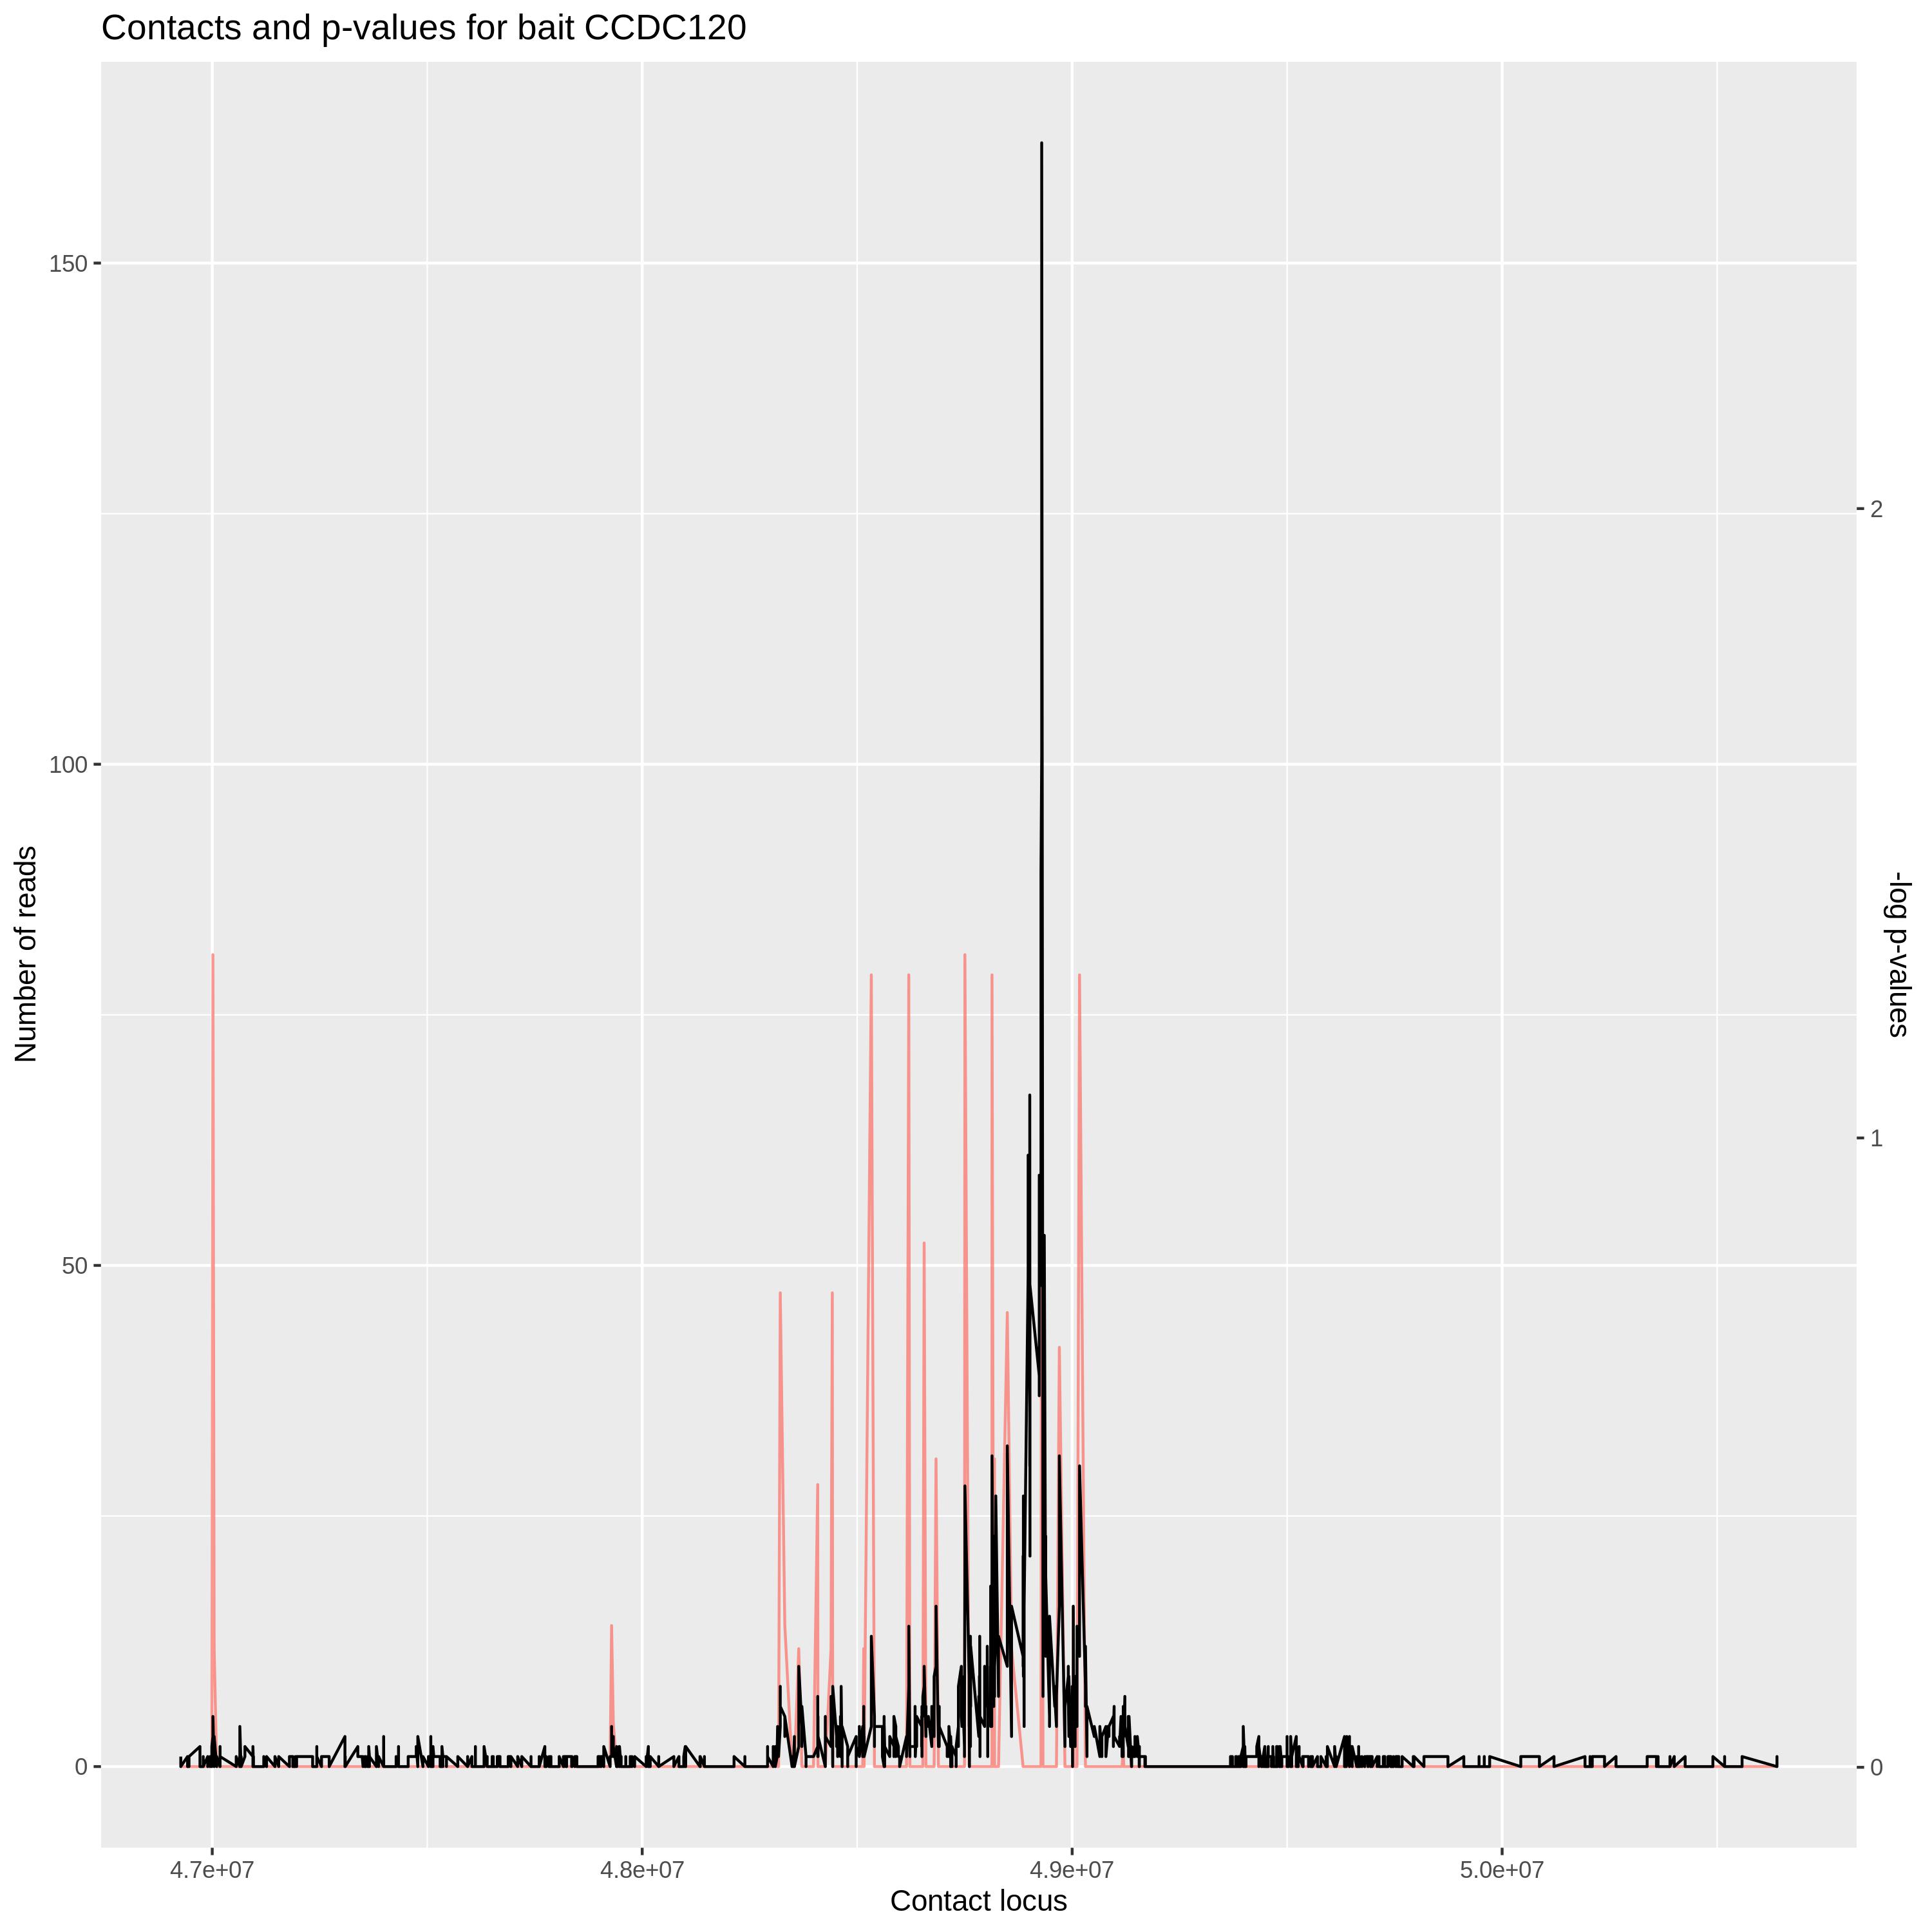 Contacts and p-values for bait CCDC120
150
100
50
0
Number of reads
2
1
0
-log p-values
4.7e+07
4.8e+07
4.9e+07
5.0e+07
Contact locus